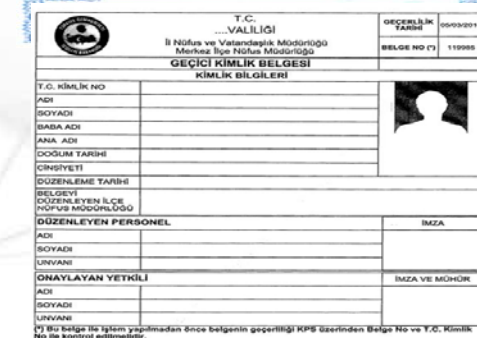 T.C.
....VALİLİĞİ
İl Nüfus ve Vatandaşlık Müdürlüğü
Merkez İlçe Nüfus Müdürlüğü
GEÇERLİLİK TARİHİ 05/03/201
BELGE NO (*) 119985
GEÇİCİ KİMLİK BELGESİ
KİMLİK BİLGİLERİ
T.C. KİMLİK NO
ADI
SOYADI
BABA ADI
ANA ADI
DOĞUM TARİHİ
CİNSİYETİ
DÜZENLEME TARİHİ
BELGEYİ
DÜZENLEYEN İLÇE
NÜFUS MÜDÜRLÜĞÜ
DÜZENLEYEN PERSONEL İMZA
ADI
SOYADI
UNVANI
ONAYLAYAN YETKİLİ İMZA VE MÜHÜR
ADI
SOYADI
UNVANI
(*) Bu belge ile işlem yapılmadan önce belgenin geçerliliği KPS üzerinden Belge No ve T.C. Kimlik
No ile kontrol edilmelidir.